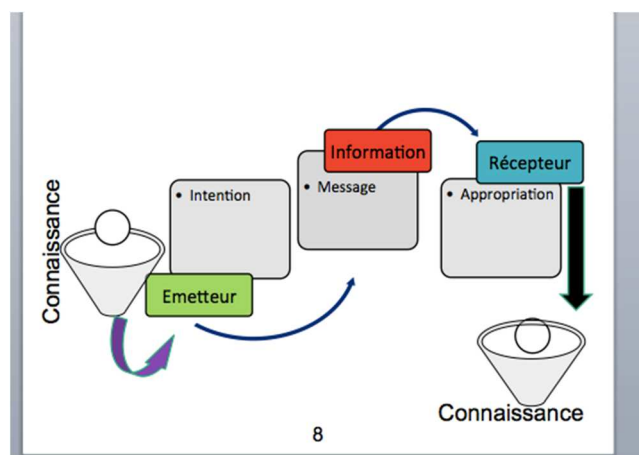 Connaissance
Emetteur
• Intention
Information
• Message
Récepteur
• Appropriation
Connaissance
8